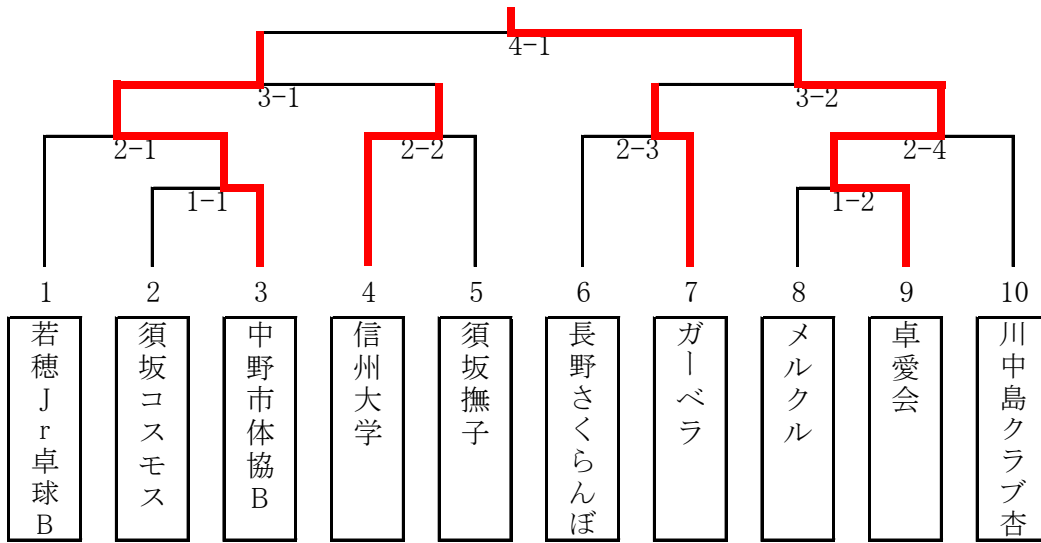 4-1
3-1
3-2
2-1
2-2
2-3
2-4
1-1
1-2
1
2
3
4
5
6
7
8
9
10
若穂Jr卓球B
須坂コスモス
中野市体協B
信州大学
須坂撫子
長野さくらんぼ
ガーベラ
メルクル
卓愛会
川中島クラブ杏